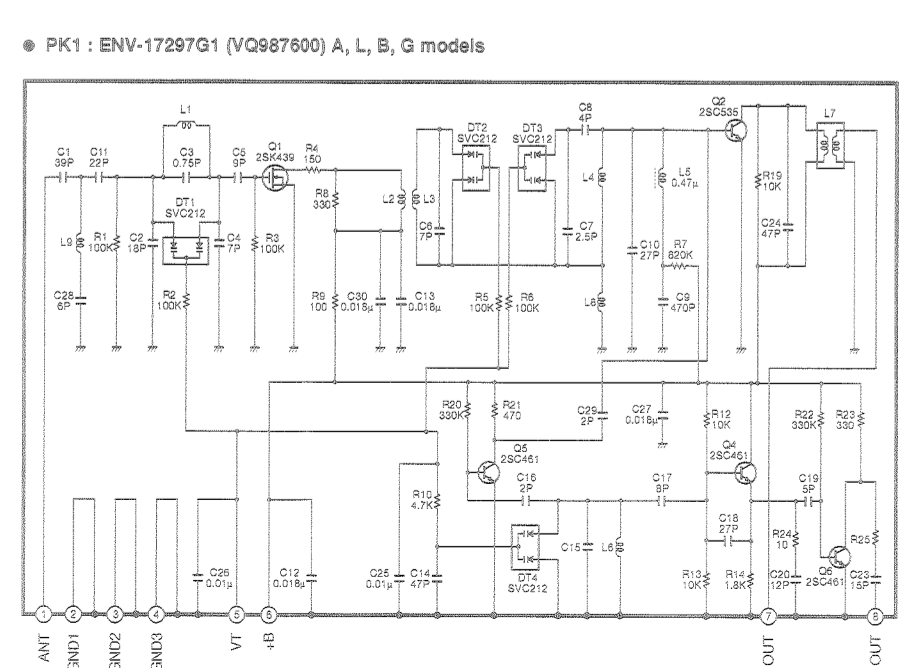 ● PK1 : ENV-17297G1 (VQ987600) A, L, B, G models
L1
C1
39P
C11
22P
C3
0.75P
C5
9P
Q1
2SK439
R4
150
DT2
SVC212
DT3
SVC212
C8
4P
Q2
2SC535
L7
R8
330
L2
L3
L4
L5
0.47µ
R19
10K
DT1
SVC212
L9
R1
100K
C2
18P
C4
7P
R3
100K
C6
7P
C7
2.5P
C10
27P
R7
820K
C24
47P
C28
6P
R2
100K
R9
100
C30
0.018µ
C13
0.018µ
R5
100K
R6
100K
L8
C9
470P
R20
330K
R21
470
C29
2P
C27
0.018µ
R12
10K
R22
330K
R23
330
Q5
2SC461
Q4
2SC461
C16
2P
C17
8P
C19
5P
R10
4.7K
C18
27P
R24
10
R25
C15
L6
C26
0.01µ
C12
0.018µ
C25
0.01µ
C14
47P
DT4
SVC212
R13
10K
R14
1.8K
C20
12P
Q6
2SC461
C23
15P
1
2
3
4
5
6
7
8
ANT
GND1
GND2
GND3
VT
+B
OUT
OUT